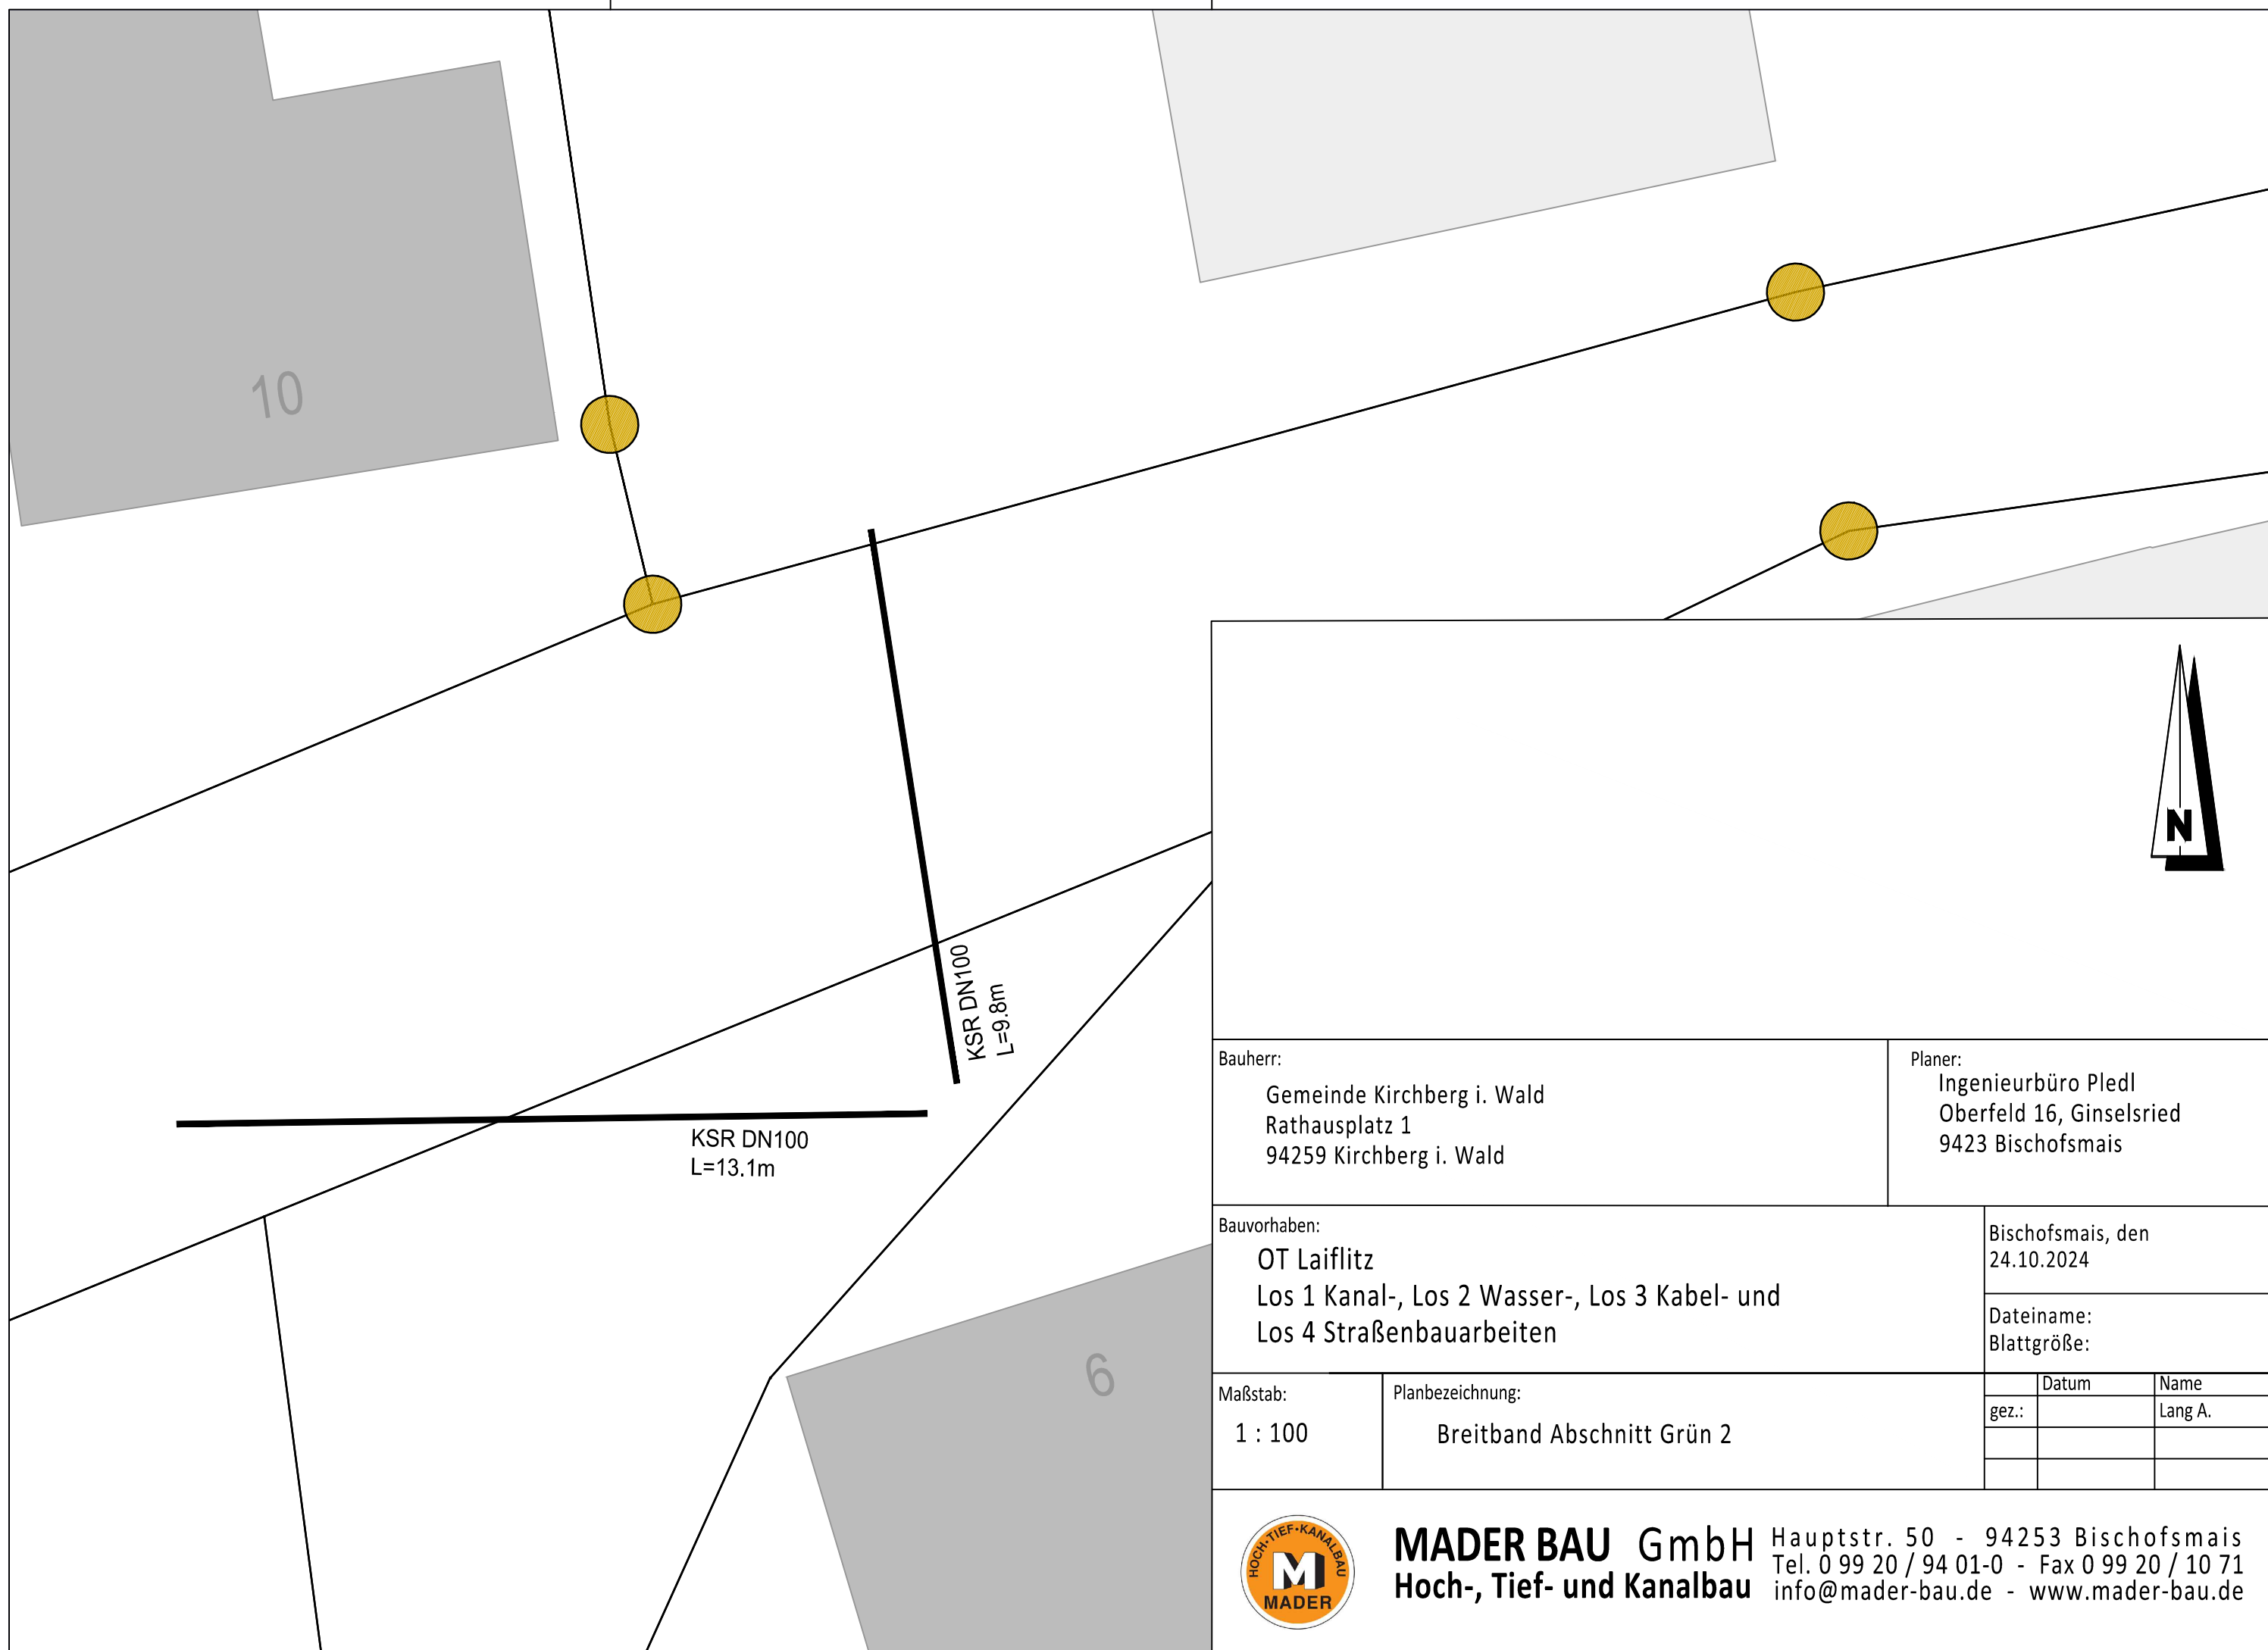 10
KSR DN100
L=9.8m
KSR DN100
L=13.1m
6
N
Bauherr:
Gemeinde Kirchberg i. Wald
Rathausplatz 1
94259 Kirchberg i. Wald
Planer:
Ingenieurbüro Pledl
Oberfeld 16, Ginselsried
9423 Bischofsmais
Bauvorhaben:
OT Laiflitz
Los 1 Kanal-, Los 2 Wasser-, Los 3 Kabel- und
Los 4 Straßenbauarbeiten
Bischofsmais, den
24.10.2024
Dateiname:
Blattgröße:
Maßstab:
1 : 100
Planbezeichnung:
Breitband Abschnitt Grün 2
Datum Name
gez.: Lang A.
HOCH·TIEF·KANALBAU
M
MADER
MADER BAU GmbH
Hoch-, Tief- und Kanalbau
Hauptstr. 50 - 94253 Bischofsmais
Tel. 0 99 20 / 94 01-0 - Fax 0 99 20 / 10 71
info@mader-bau.de - www.mader-bau.de